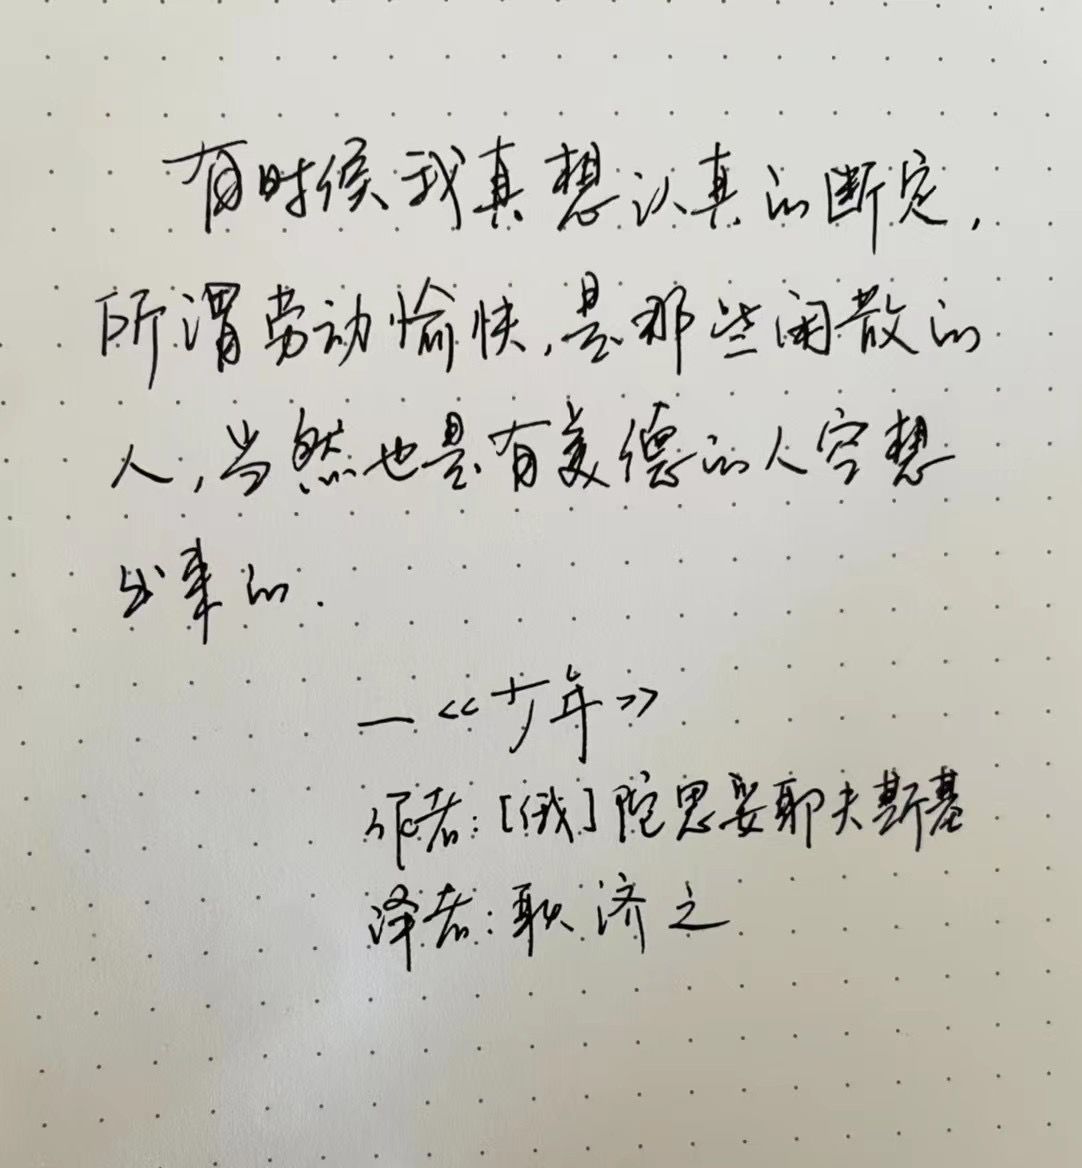 有时候我真想认真的断定,
所谓劳动愉快,是那些闲散的
人,当然也是有美德的人空想
出来的.
—《少年》
作者:[俄]陀思妥耶夫斯基
译者:耿济之